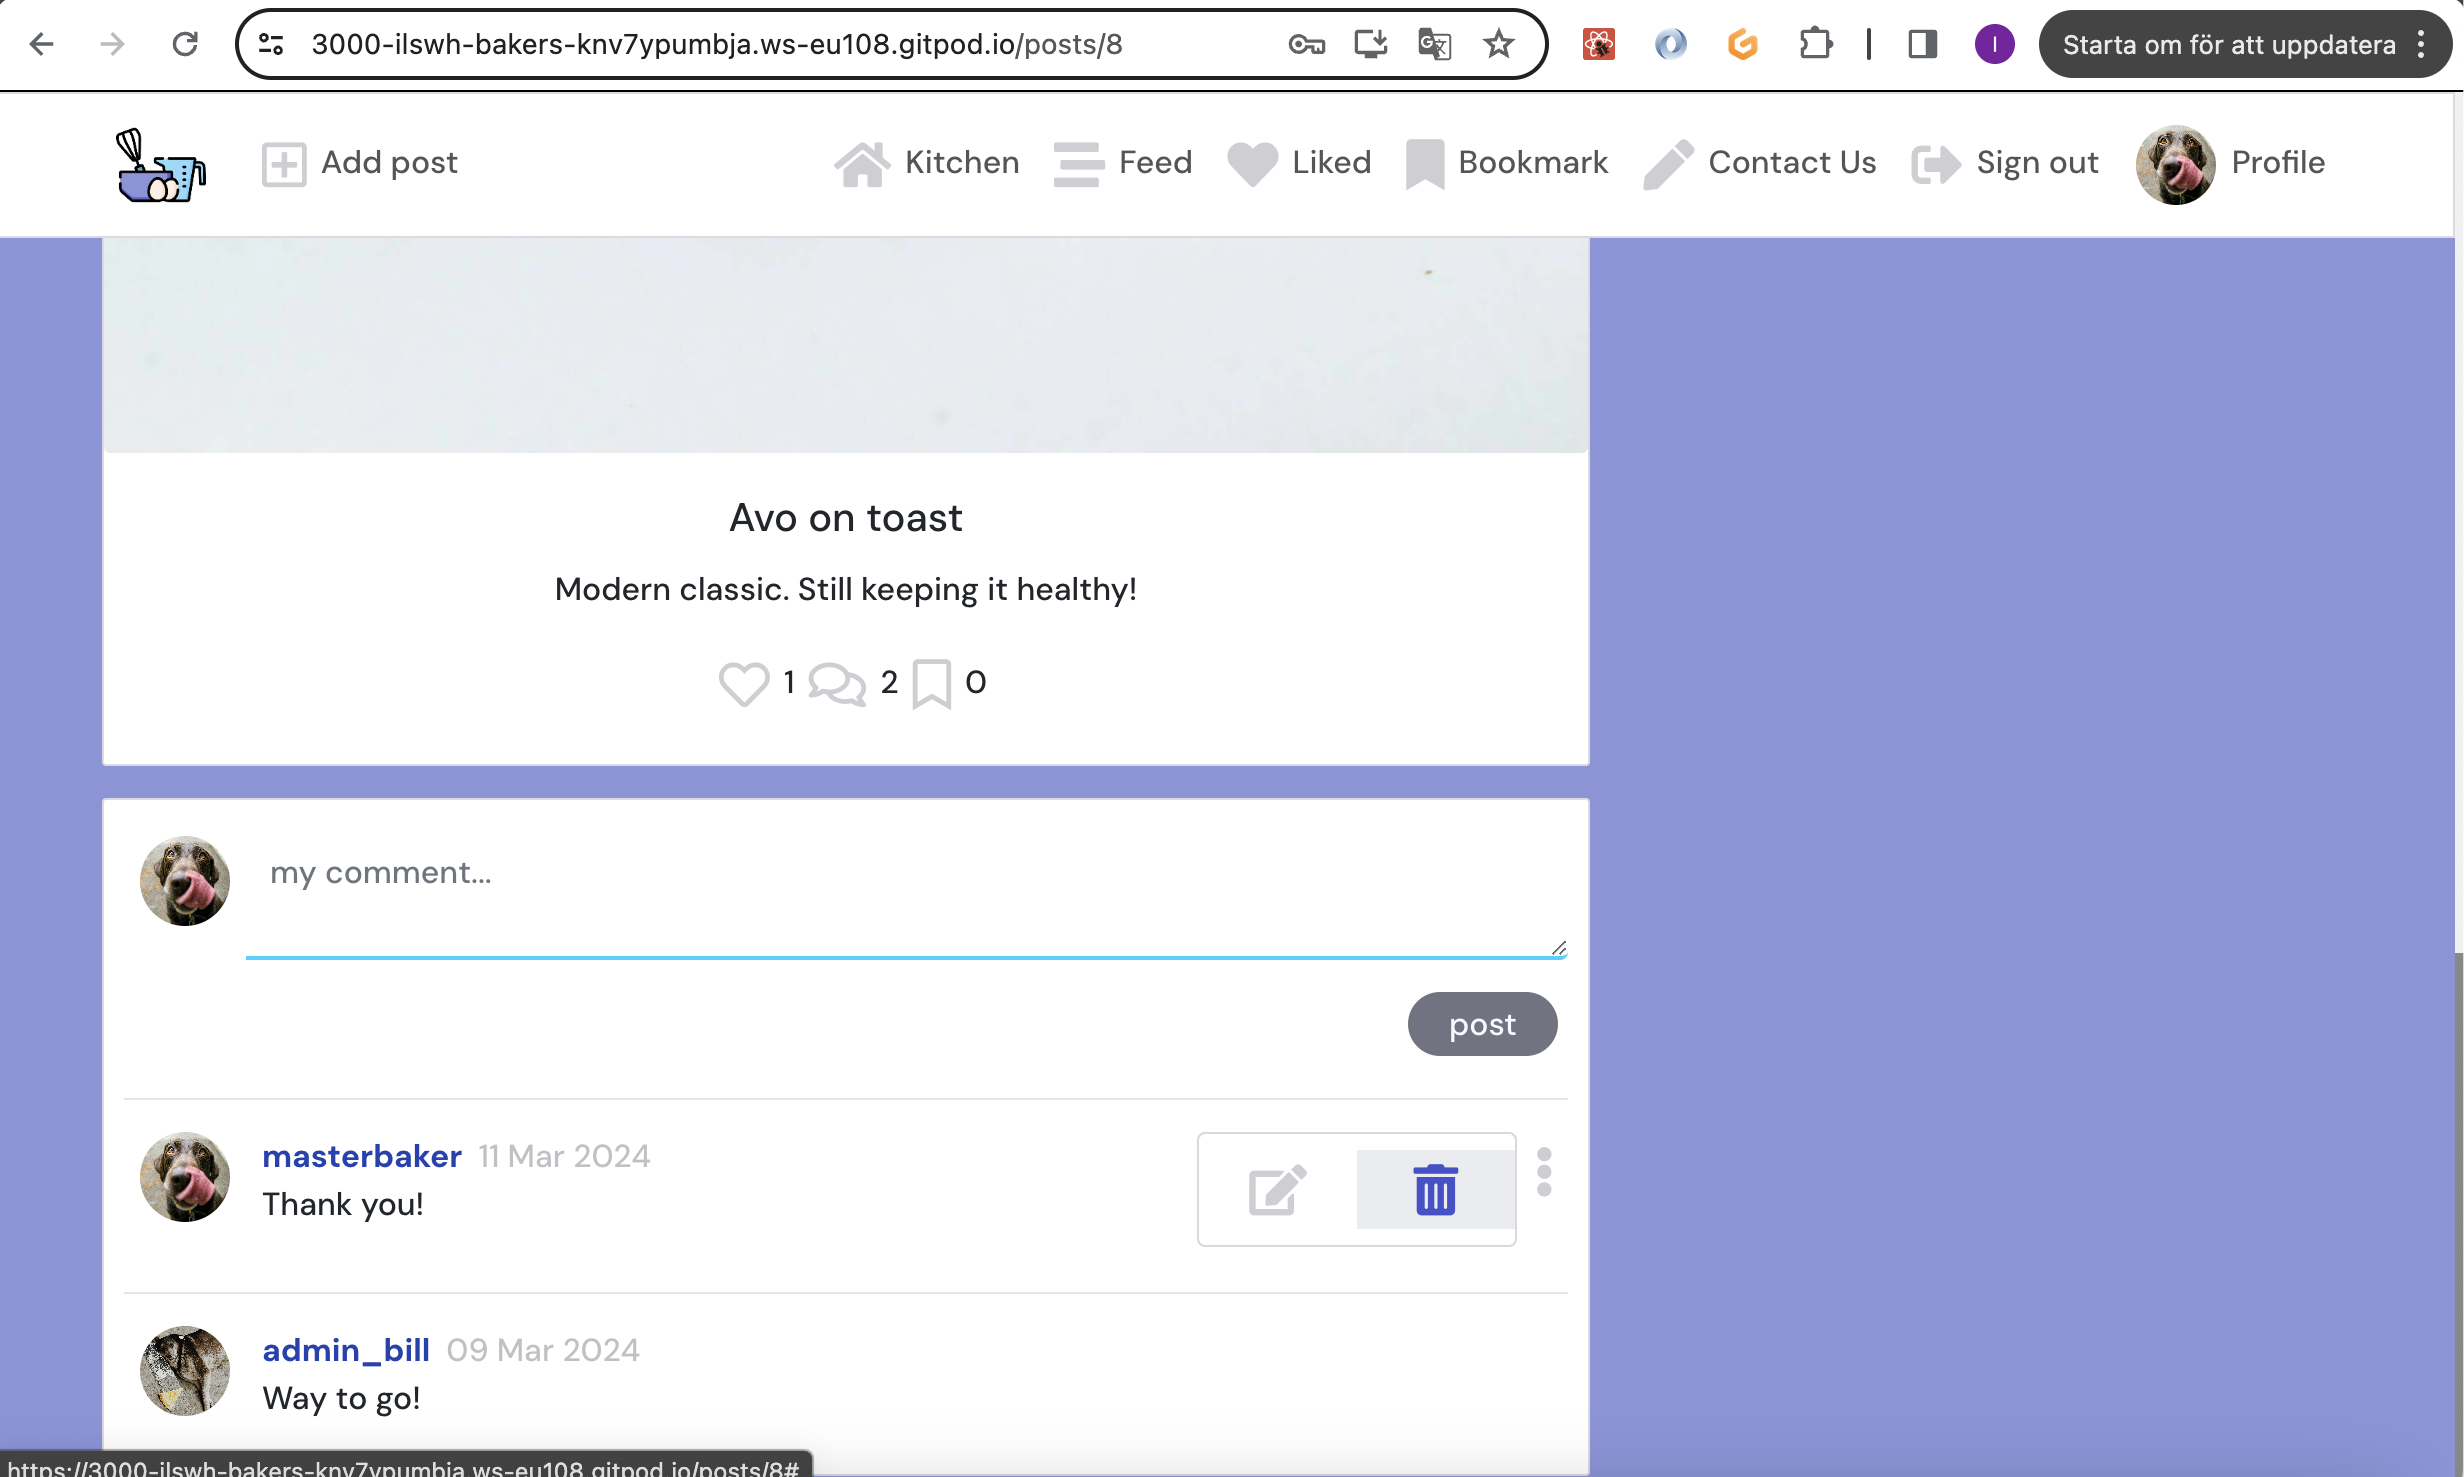 3000-ilswh-bakers-knv7ypumbja.ws-eu108.gitpod.io/posts/8
I
Starta om för att uppdatera
Add post
Kitchen
Feed
Liked
Bookmark
Contact Us
Sign out
Profile
Avo on toast
Modern classic. Still keeping it healthy!
1 2 0
my comment...
post
masterbaker 11 Mar 2024
Thank you!
admin_bill 09 Mar 2024
Way to go!
https://3000-ilswh-bakers-knv7ypumbja.ws-eu108.gitpod.io/posts/8#